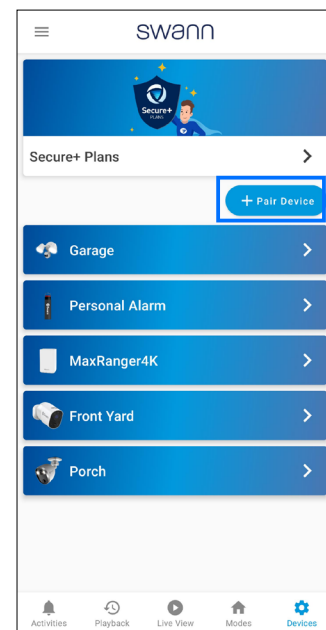 swann
Secure+
PLANS
Secure+ Plans
+ Pair Device
Garage
Personal Alarm
MaxRanger4K
Front Yard
Porch
Activities Playback Live View Modes Devices